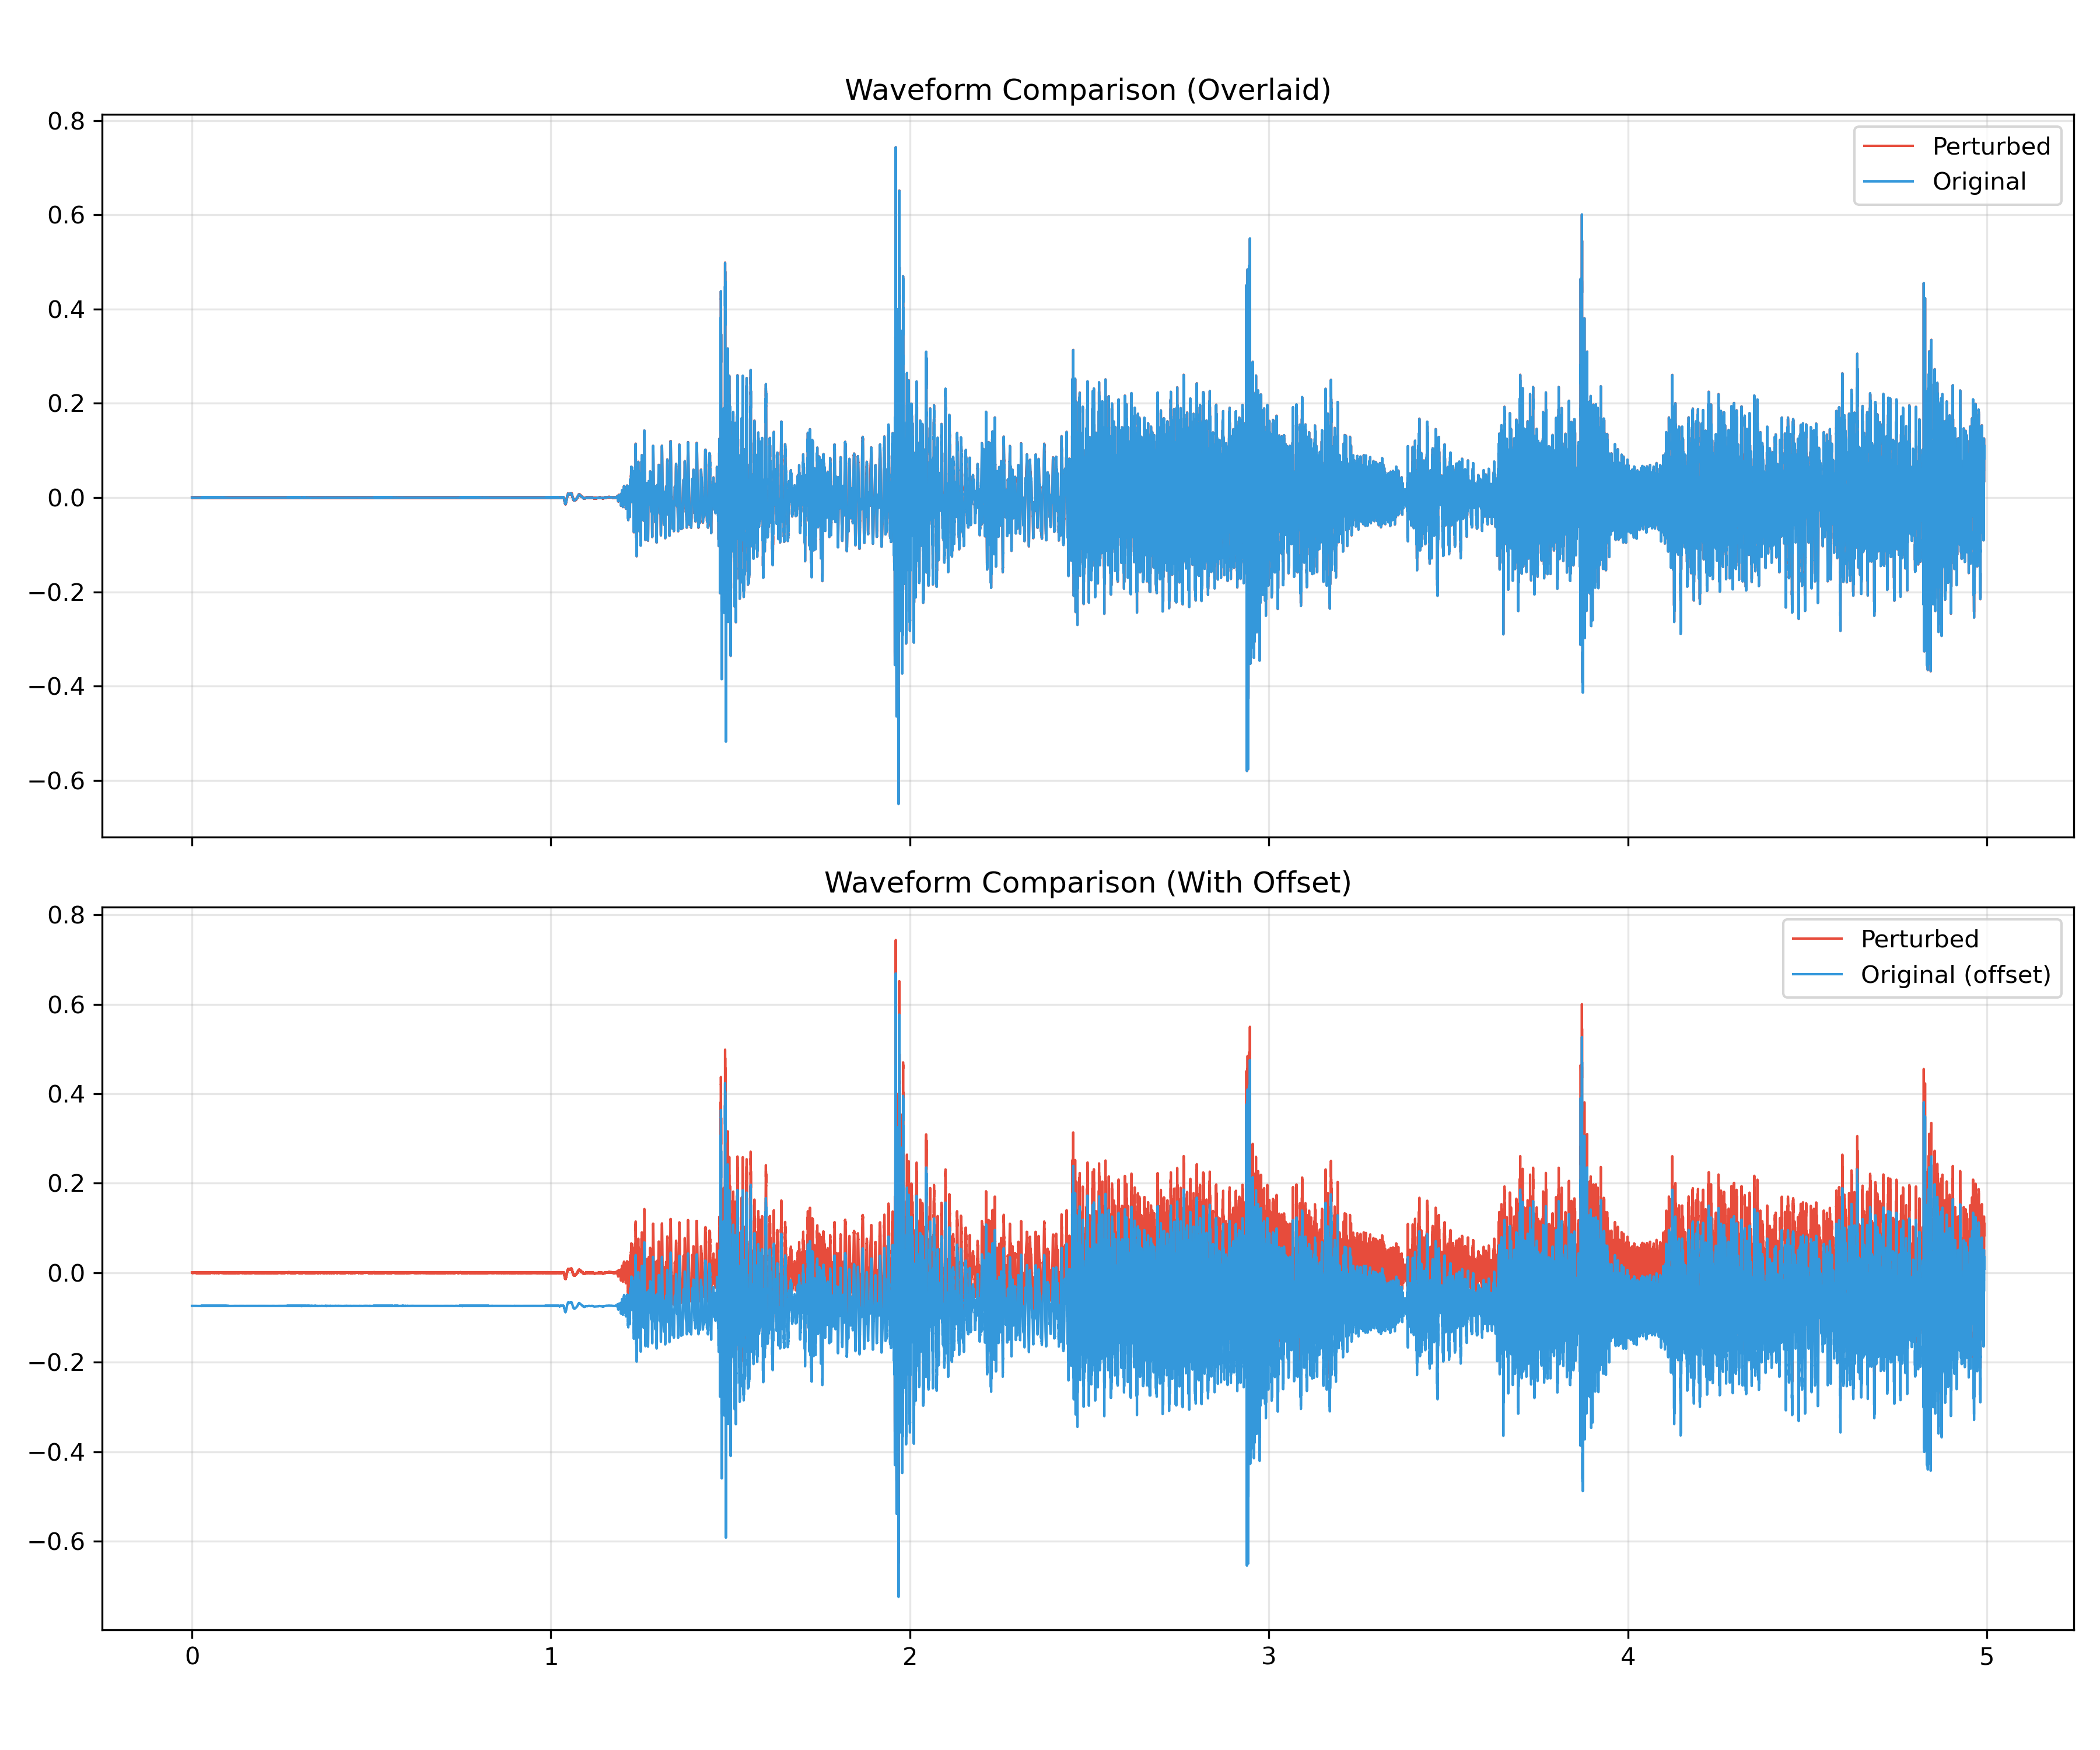 Waveform Comparison (Overlaid)
0.8
0.6
0.4
0.2
0.0
−0.2
−0.4
−0.6
Perturbed
Original
Waveform Comparison (With Offset)
0.8
0.6
0.4
0.2
0.0
−0.2
−0.4
−0.6
Perturbed
Original (offset)
0 1 2 3 4 5